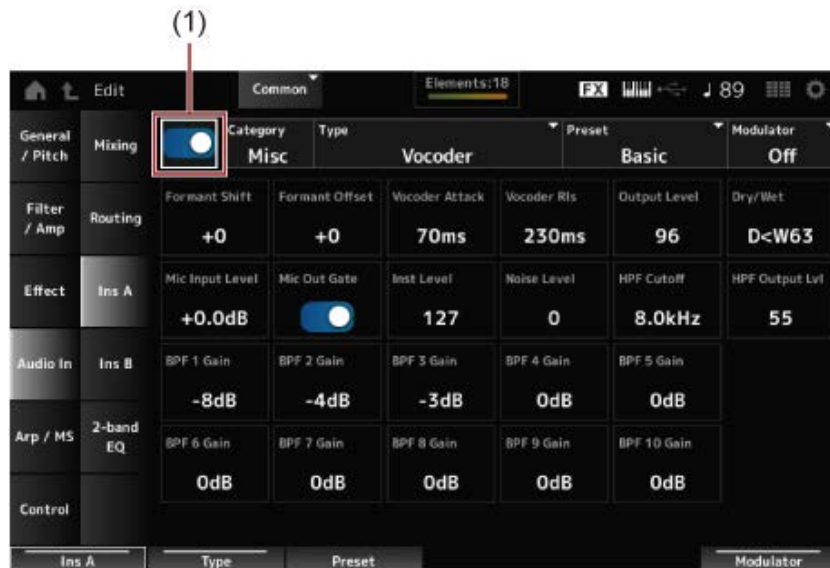 (1)
Edit
Common
Elements:18
FX
89
General / Pitch
Mixing
Category
Misc
Type
Vocoder
Preset
Basic
Modulator
Off
Filter / Amp
Routing
Formant Shift
+0
Formant Offset
+0
Vocoder Attack
70ms
Vocoder Rls
230ms
Output Level
96
Dry/Wet
D<W63
Effect
Ins A
Mic Input Level
+0.0dB
Mic Out Gate
Inst Level
127
Noise Level
0
HPF Cutoff
8.0kHz
HPF Output Lvl
55
Audio In
Ins B
BPF 1 Gain
-8dB
BPF 2 Gain
-4dB
BPF 3 Gain
-3dB
BPF 4 Gain
0dB
BPF 5 Gain
0dB
Arp / MS
2-band EQ
BPF 6 Gain
0dB
BPF 7 Gain
0dB
BPF 8 Gain
0dB
BPF 9 Gain
0dB
BPF 10 Gain
0dB
Control
Ins A
Type
Preset
Modulator